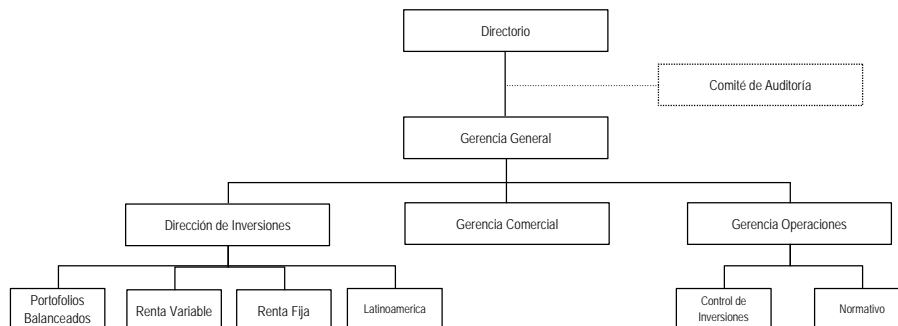 Directorio
Comité de Auditoría
Gerencia General
Dirección de Inversiones
Gerencia Comercial
Gerencia Operaciones
Portofolios
Balanceados
Renta Variable
Renta Fija
Latinoamerica
Control de
Inversiones
Normativo